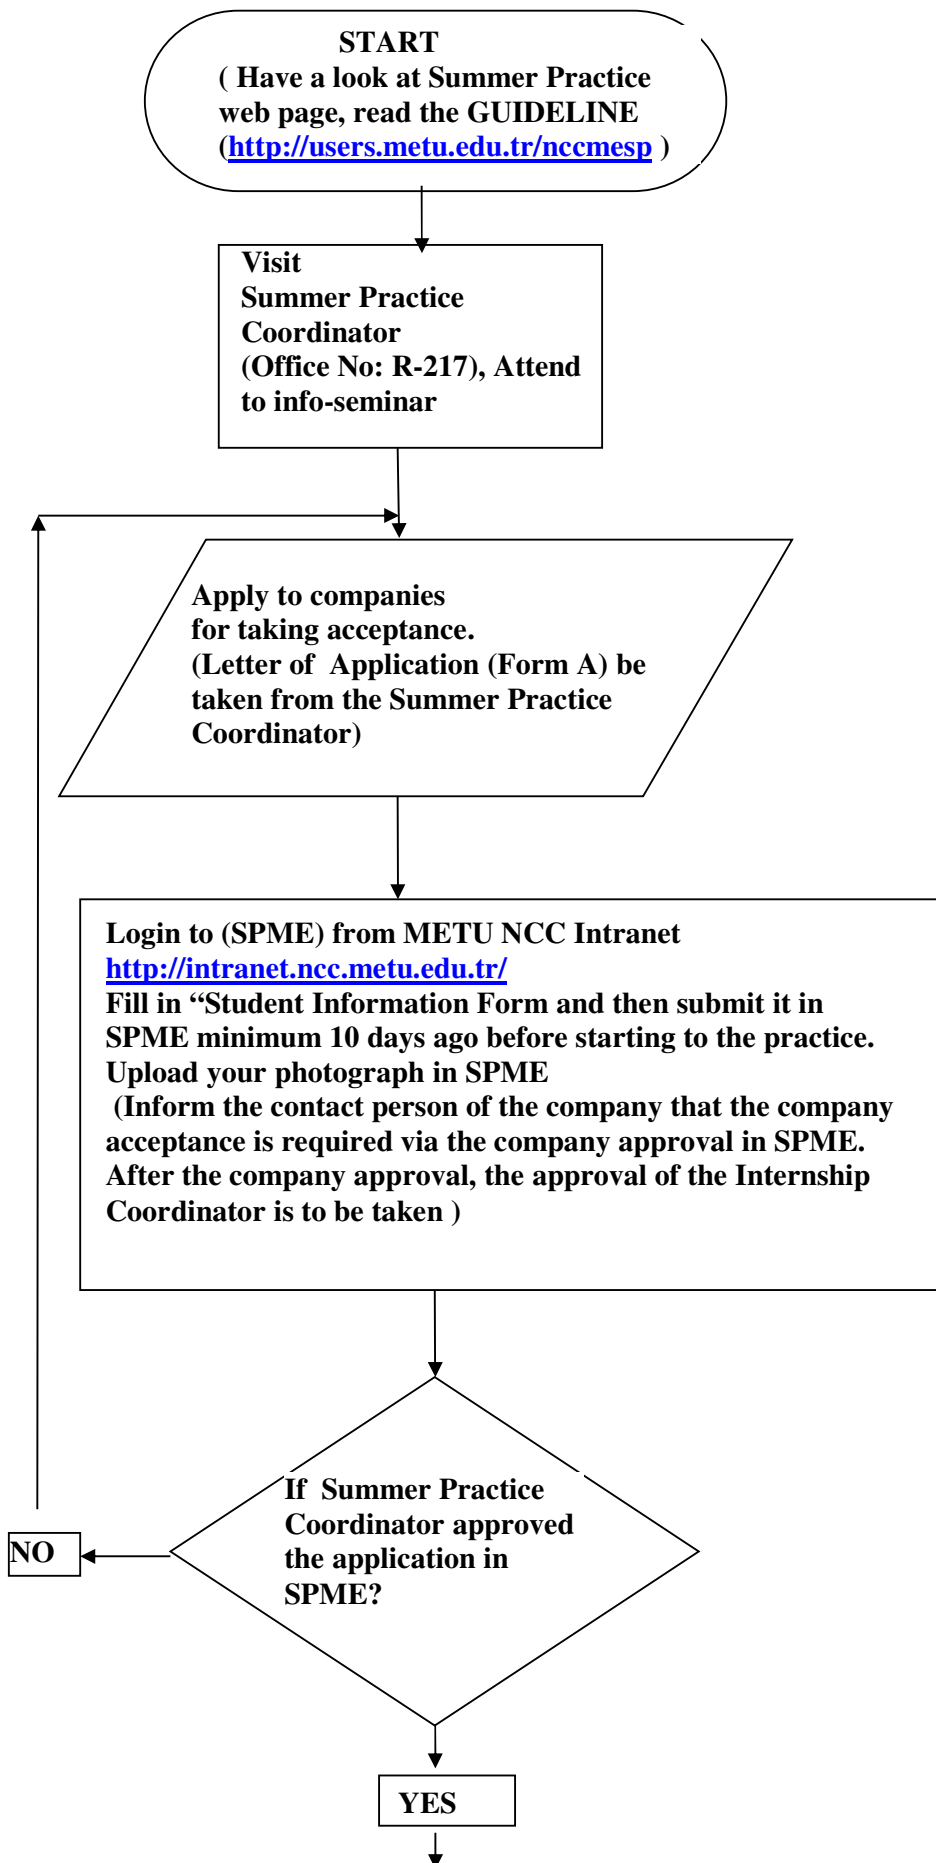 START
( Have a look at Summer Practice
web page, read the GUIDELINE
(http://users.metu.edu.tr/nccmesp )
Visit
Summer Practice
Coordinator
(Office No: R-217), Attend
to info-seminar
Apply to companies
for taking acceptance.
(Letter of Application (Form A) be
taken from the Summer Practice
Coordinator)
Login to (SPME) from METU NCC Intranet
http://intranet.ncc.metu.edu.tr/
Fill in “Student Information Form and then submit it in
SPME minimum 10 days ago before starting to the practice.
Upload your photograph in SPME
(Inform the contact person of the company that the company
acceptance is required via the company approval in SPME.
After the company approval, the approval of the Internship
Coordinator is to be taken )
If Summer Practice
Coordinator approved
the application in
SPME?
NO
YES